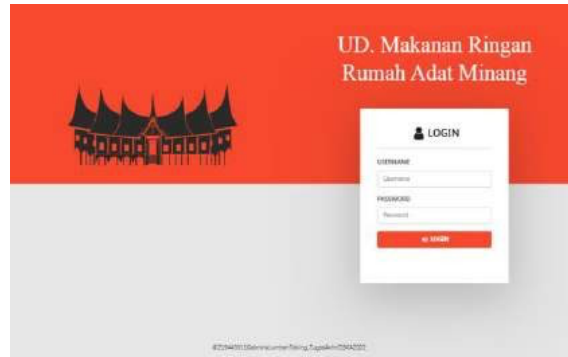 UD. Makanan Ringan
Rumah Adat Minang
LOGIN
USERNAME
Username
PASSWORD
Password
LOGIN